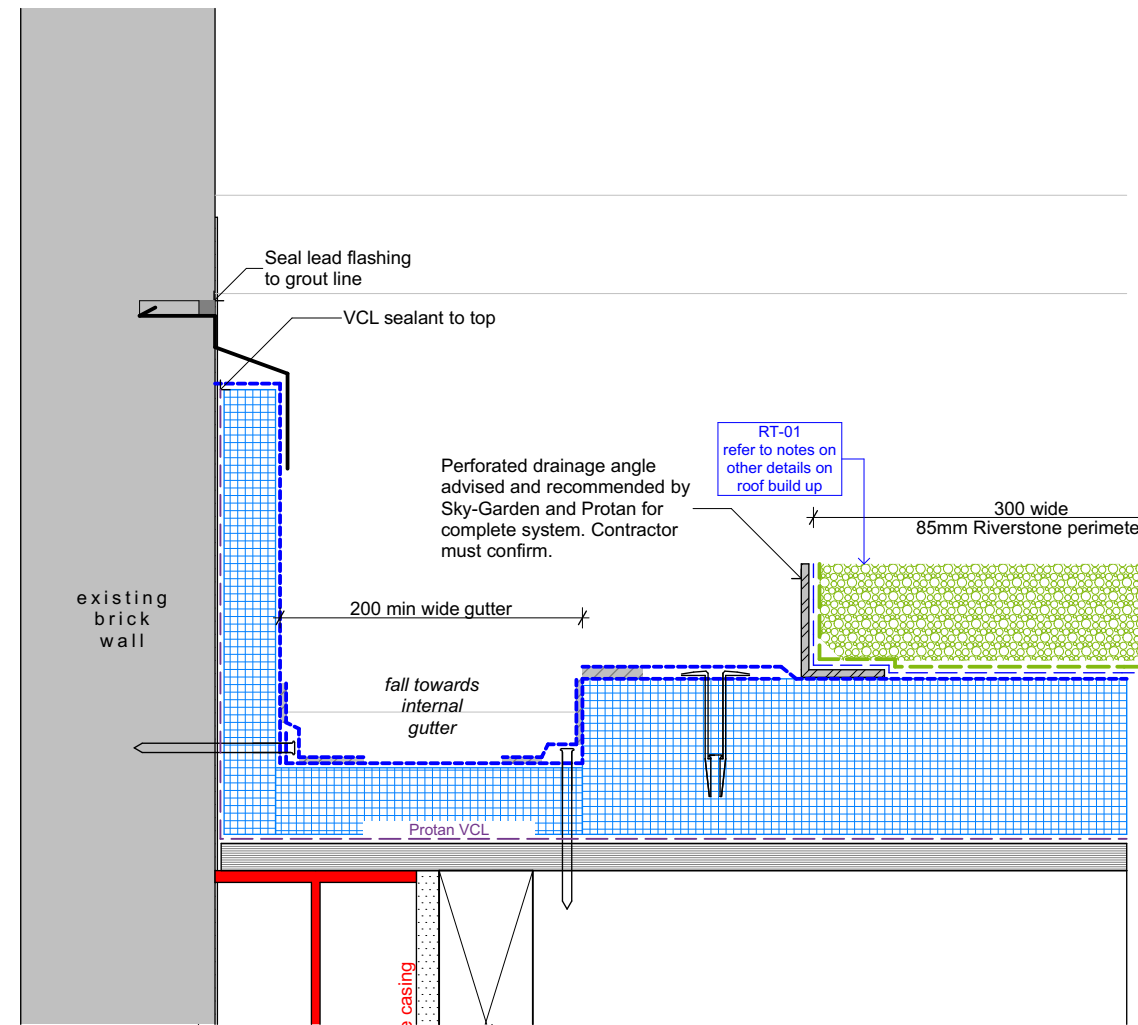 Seal lead flashing
to grout line
VCL sealant to top
RT-01
refer to notes on
other details on
roof build up
Perforated drainage angle
advised and recommended by
Sky-Garden and Protan for
complete system. Contractor
must confirm.
300 wide
85mm Riverstone perimete
existing
brick
wall
200 min wide gutter
fall towards
internal
gutter
Protan VCL
casing